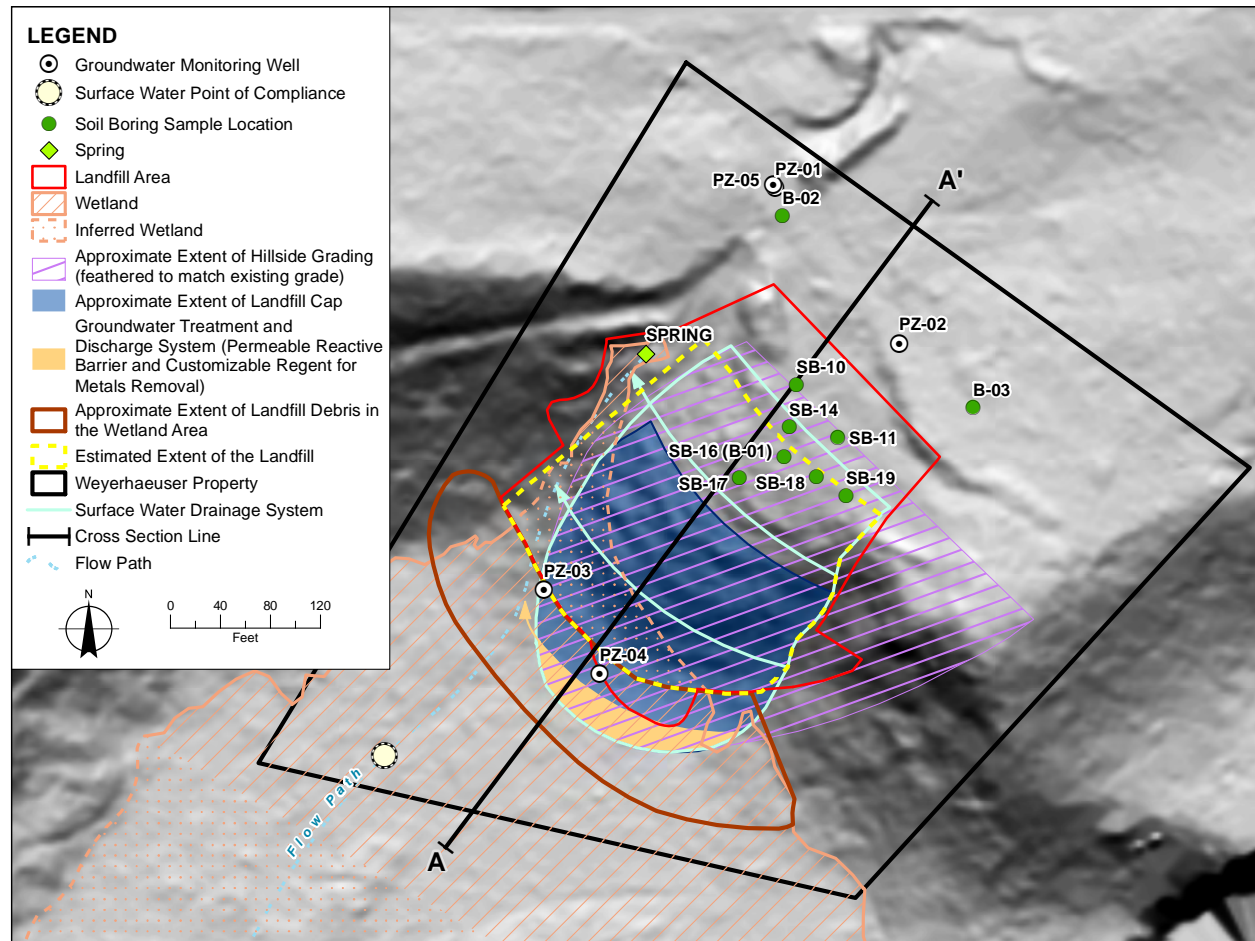 LEGEND
Groundwater Monitoring Well
Surface Water Point of Compliance
Soil Boring Sample Location
Spring
Landfill Area
Wetland
Inferred Wetland
Approximate Extent of Hillside Grading
(feathered to match existing grade)
Approximate Extent of Landfill Cap
Groundwater Treatment and
Discharge System (Permeable Reactive
Barrier and Customizable Regent for
Metals Removal)
Approximate Extent of Landfill Debris in
the Wetland Area
Estimated Extent of the Landfill
Weyerhaeuser Property
Surface Water Drainage System
Cross Section Line
Flow Path
N
0 40 80 120
Feet
PZ-01
PZ-05
B-02
A'
PZ-02
SPRING
SB-10
B-03
SB-14
SB-11
SB-16 (B-01)
SB-17
SB-18
SB-19
PZ-03
PZ-04
Flow Path
A